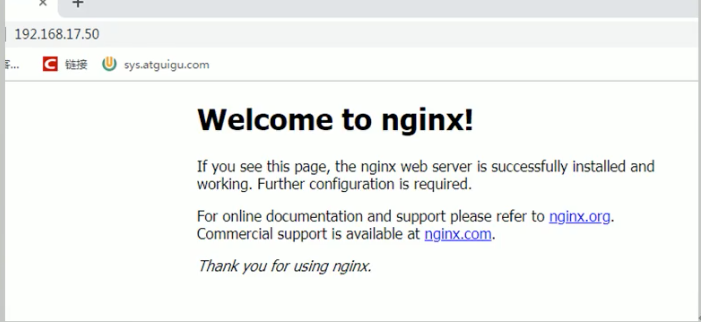 192.168.17.50
链接
sys.atguigu.com
Welcome to nginx!
If you see this page, the nginx web server is successfully installed and
working. Further configuration is required.
For online documentation and support please refer to nginx.org.
Commercial support is available at nginx.com.
Thank you for using nginx.